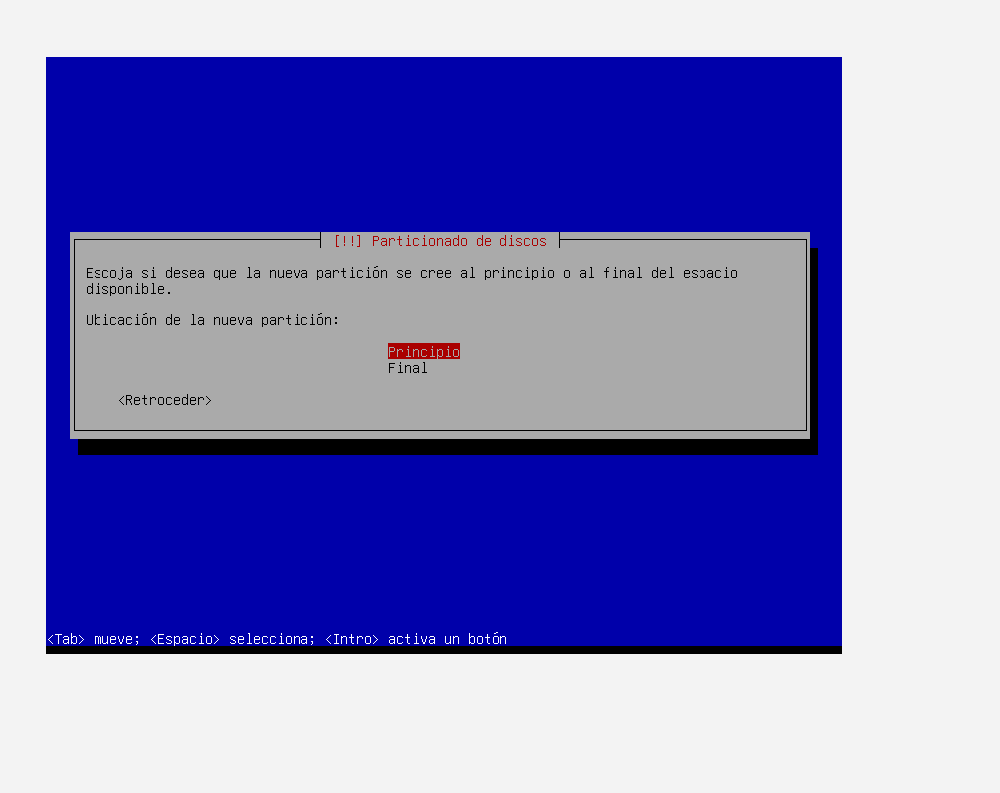 [!!] Particionado de discos
Escoja si desea que la nueva partición se cree al principio o al final del espacio
disponible.
Ubicación de la nueva partición:
Principio
Final
<Retroceder>
<Tab> mueve; <Espacio> selecciona; <Intro> activa un botón